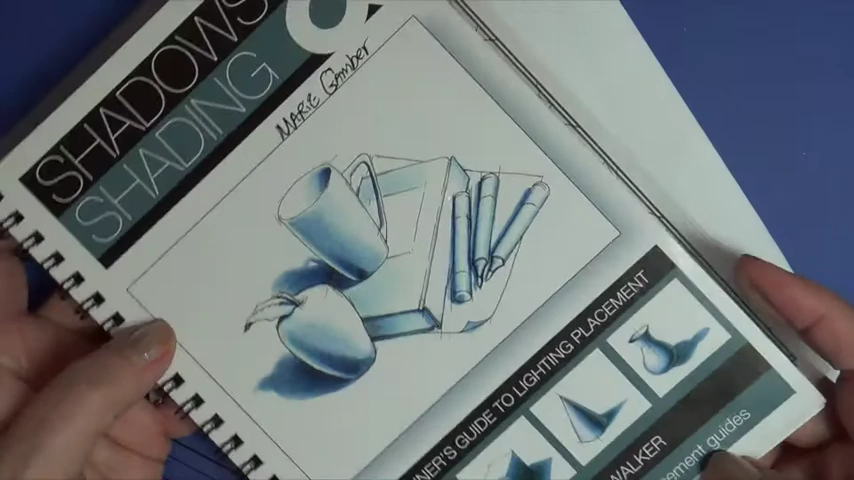 SHADOWS
SHADING
MARIE GAMBER
NER'S GUIDE TO LIGHTING PLACEMENT
WALKER
ement guides